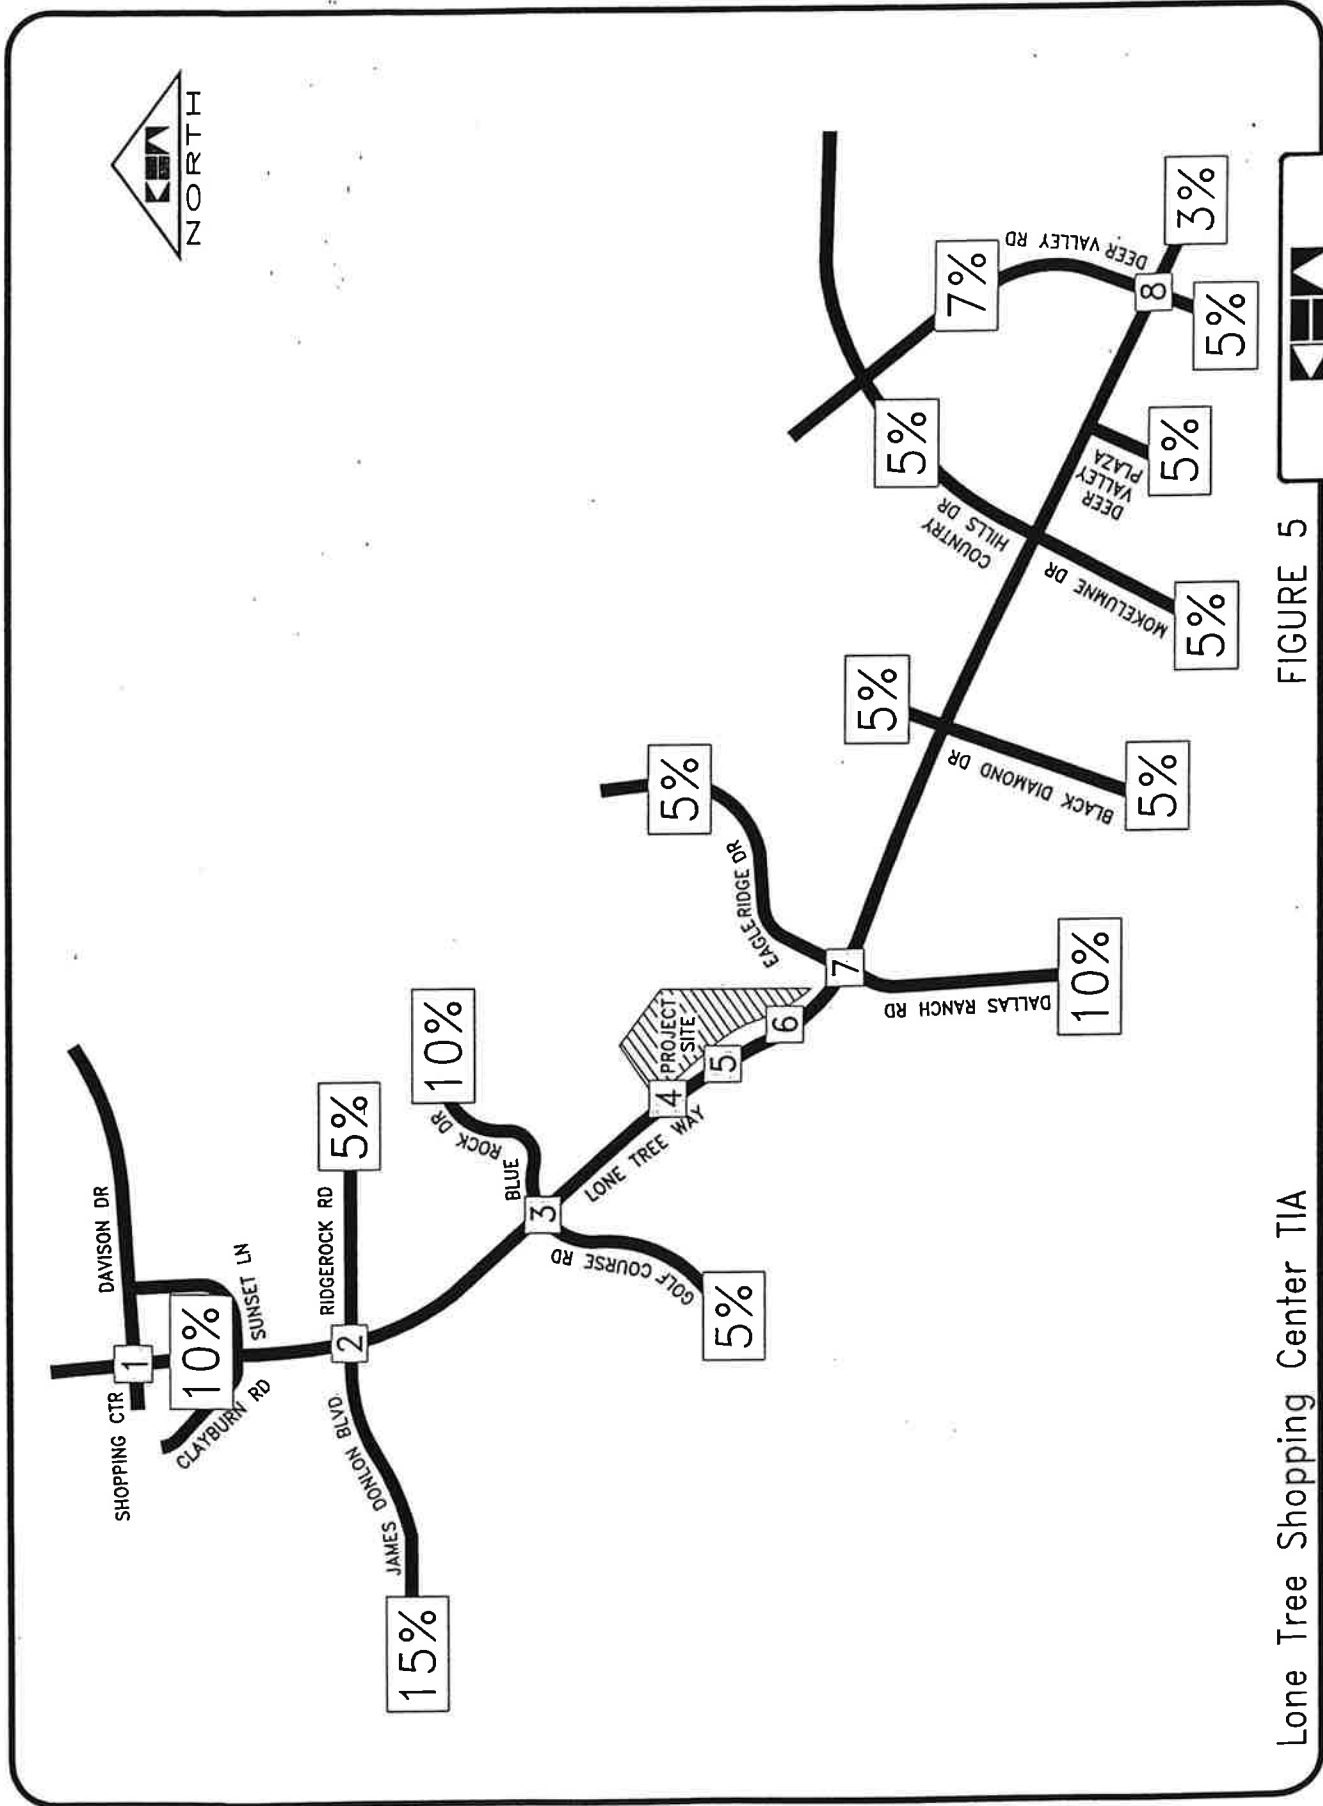 KHA
NORTH
DAVISON DR
SHOPPING CTR
1
10%
SUNSET LN
CLAYBURN RD
RIDGEROCK RD
5%
2
JAMES DONLON BLVD.
15%
10%
BLUE
ROCK DR
3
GOLF COURSE RD
5%
LONE TREE WAY
PROJECT
SITE
4
5
6
7
EAGLE RIDGE DR
5%
DALLAS RANCH RD
10%
5%
BLACK DIAMOND DR
5%
5%
COUNTRY
HILLS DR
MOKELUMNE DR
5%
DEER
VALLEY
PLAZA
5%
7%
DEER VALLEY RD
8
3%
5%
Lone Tree Shopping Center TIA
FIGURE 5